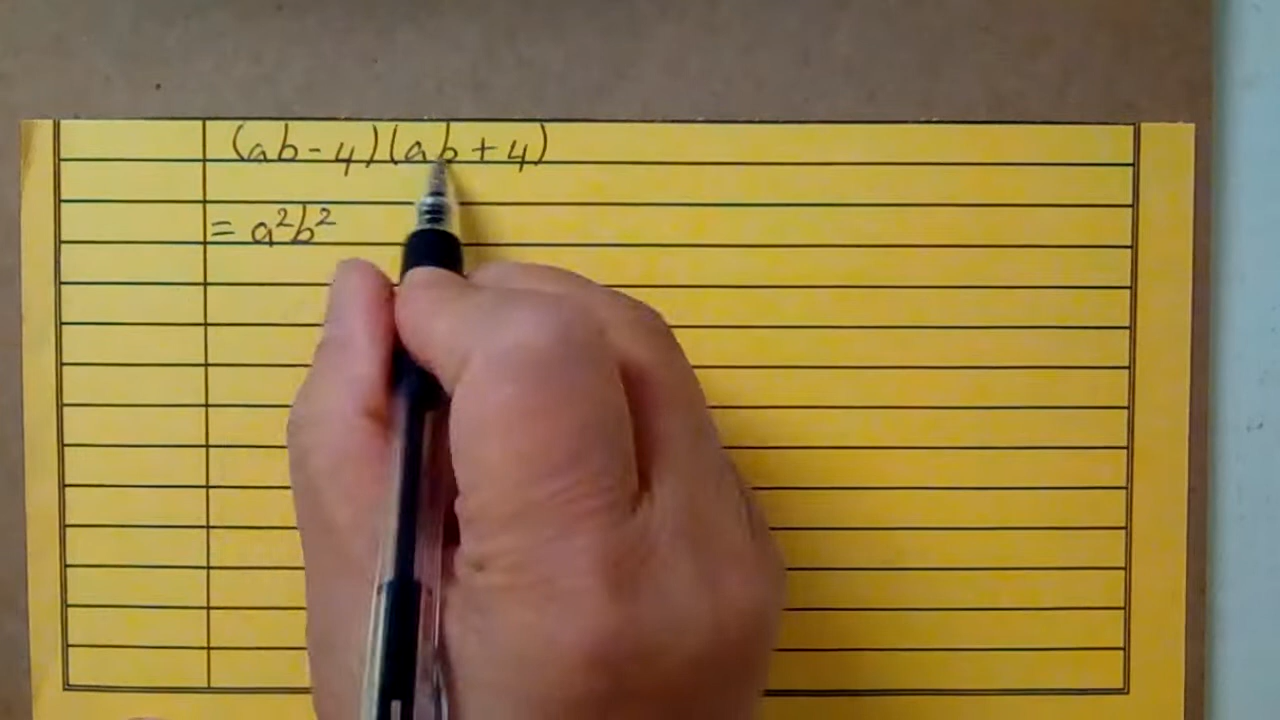 (ab-4)(ab+4)
= a²b²